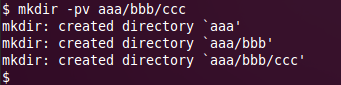 $ mkdir -pv aaa/bbb/ccc
mkdir: created directory `aaa'
mkdir: created directory `aaa/bbb'
mkdir: created directory `aaa/bbb/ccc'
$